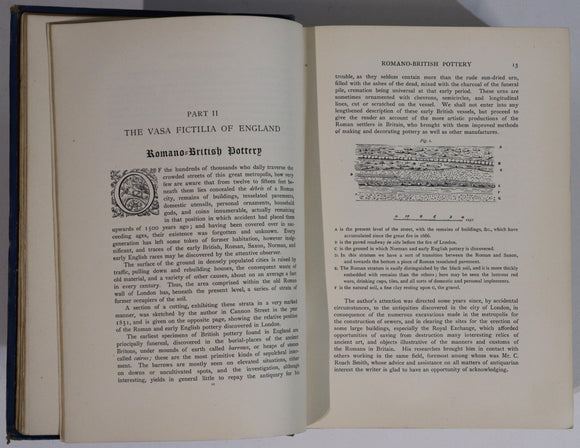 PART II
THE VASA FICTILIA OF ENGLAND
Romano-British Pottery
OF the hundreds of thousands who daily traverse the
crowded streets of this great metropolis, how very
few are aware that from twelve to fifteen feet be-
neath them lies concealed the débris of a Roman
city, remains of buildings, tesselated pavements,
domestic utensils, personal ornaments, household
gods, and coins innumerable, actually remaining
in that position in which accident had placed them
upwards of 1500 years ago; and having been covered over in suc-
ceeding ages, their existence was forgotten and unknown. Every
generation has left some token of former habitation, however insig-
nificant, and traces of the early British, Roman, Saxon, Norman, and
early English races may be discovered by the attentive observer.
The surface of the ground in densely populated cities is raised by
traffic, pulling down and rebuilding houses, the consequent waste of
old material, and a variety of other causes, about on an average a foot
in every century. Thus, the area comprised within the old Roman
wall of London has, beneath the present level, a series of strata of
former occupiers of the soil.
A section of a cutting, exhibiting these strata in a very marked
manner, was sketched by the author in Cannon Street in the year
1851, and is given on the opposite page, showing the relative position
of the Roman and early English pottery discovered in London.
The earliest specimens of British pottery found in England are
principally funereal, discovered in the burial-places of the ancient
Britons, under mounds of earth called barrows, or heaps of stones
called cairns; these are the most primitive kinds of sepulchral inter-
ment. The barrows are mostly met on elevated situations, either
on downs or uncultivated spots, and the investigation, although
interesting, yields in general little to repay the antiquary for his
ROMANO-BRITISH POTTERY 13
trouble, as they seldom contain more than the rude sun-dried urn,
filled with the ashes of the dead, mixed with the charcoal of the funeral
pile, cremation being universal at that early period. These urns are
sometimes ornamented with chevrons, semicircles, and longitudinal
lines, cut or scratched on the vessel. We shall not enter into any
lengthened description of these early British vessels, but proceed to
give the reader an account of the more artistic productions of the
Roman settlers in Britain, who brought with them improved methods
of making and decorating pottery as well as other manufactures.
Fig. 1.
A is the present level of the street, with the remains of buildings, &c., which have
accumulated since the great fire in 1666.
B is the gravel roadway in situ before the fire of London.
C is the ground in which Norman and early English pottery is discovered.
D. In this stratum we have a sort of transition between the Roman and Saxon,
and towards the bottom a piece of Roman tessellated pavement.
E. The Roman stratum is easily distinguished by the black soil, and is more thickly
embedded with remains than the others; here may be seen the lustrous red
ware, drinking cups, tiles, and all sorts of domestic and personal implements.
F is the natural soil, a fine clay resting upon G, the gravel.
The author's attention was directed some years since, by accidental
circumstances, to the antiquities discovered in the city of London, in
consequence of the numerous excavations made in the metropolis for
the construction of sewers, and in clearing the sites for the erection of
some large buildings, especially the Royal Exchange, which afforded
opportunities of saving from destruction many interesting relics of
ancient art, and objects illustrative of the manners and customs of
the Romans in Britain. His researches brought him in contact with
others working in the same field, foremost among whom was Mr. C.
Roach Smith, whose advice and assistance on all matters of antiquarian
interest the writer is glad to have an opportunity of acknowledging.